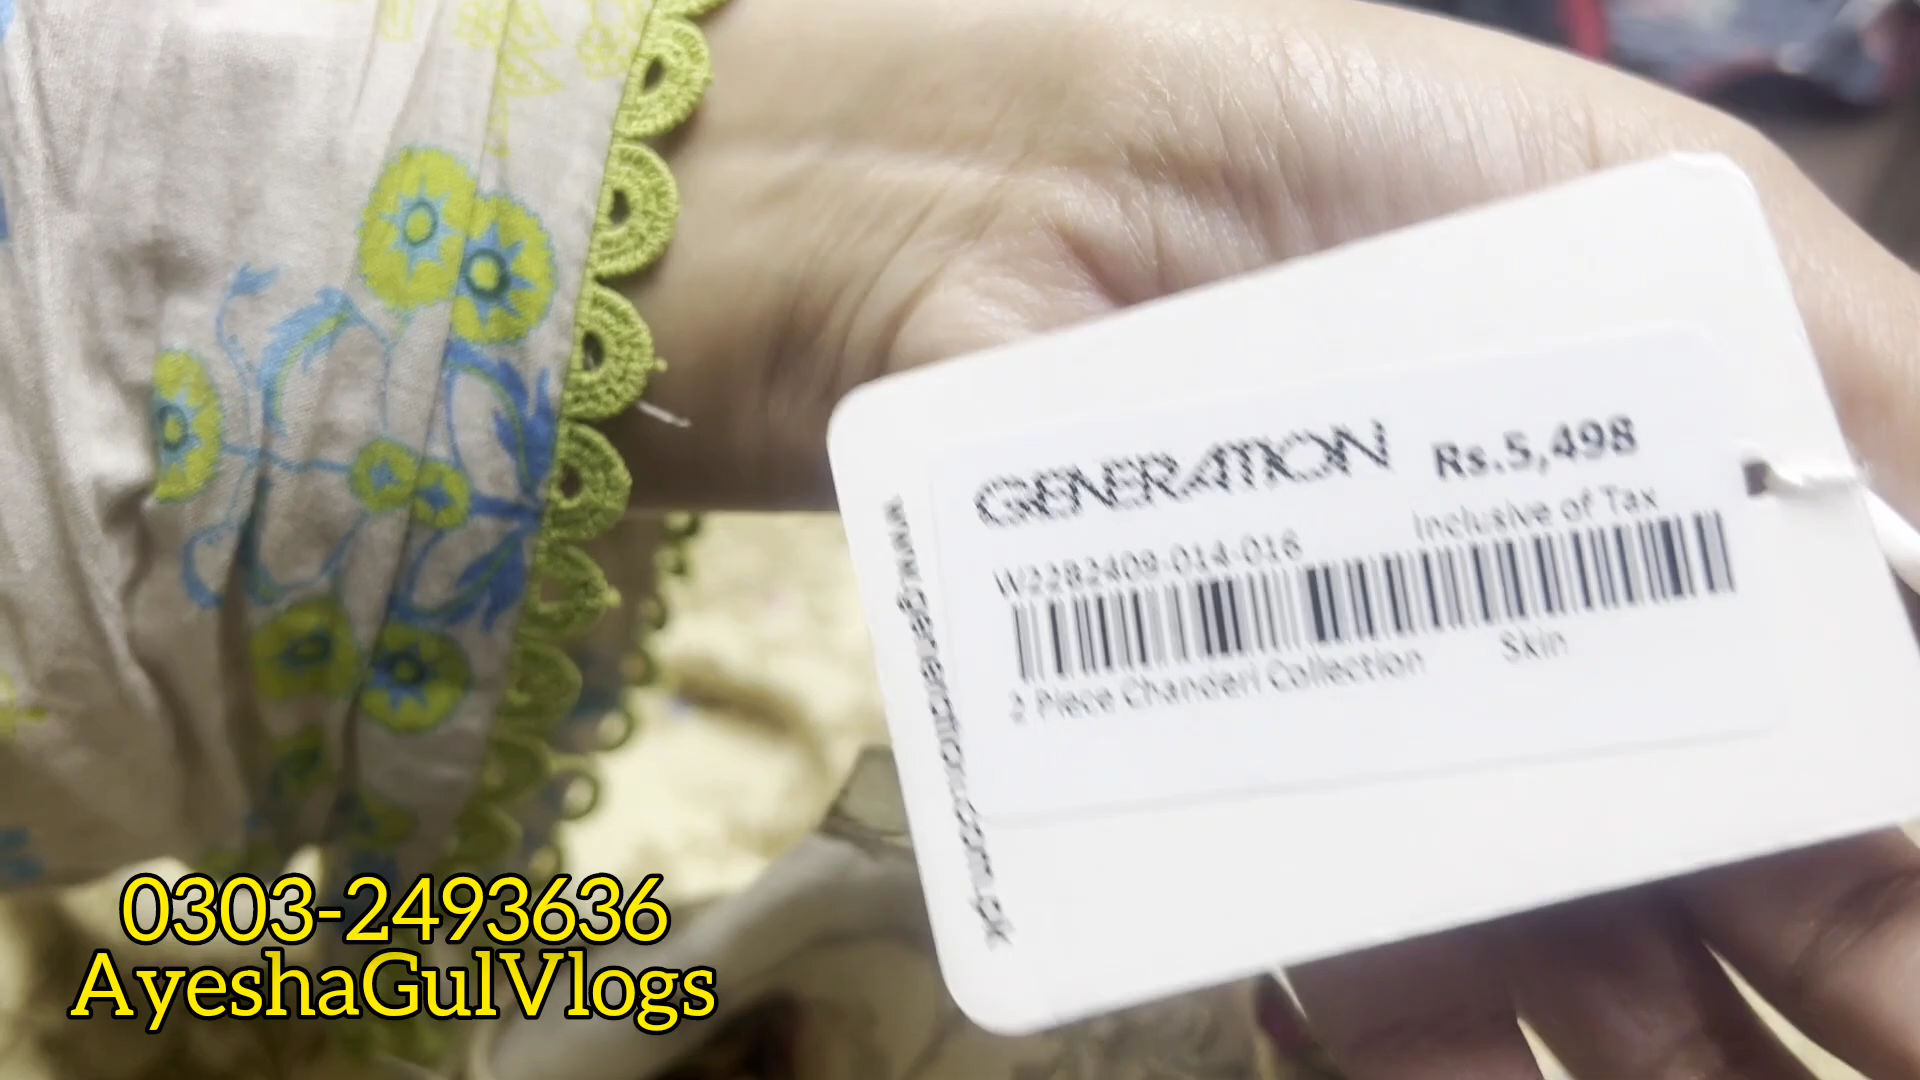 GENERATION Rs.5,498
Inclusive of Tax
W22B2409-014-016
2 Piece Chanderi Collection Skin
www.generation.com.pk
0303-2493636
AyeshaGulVlogs